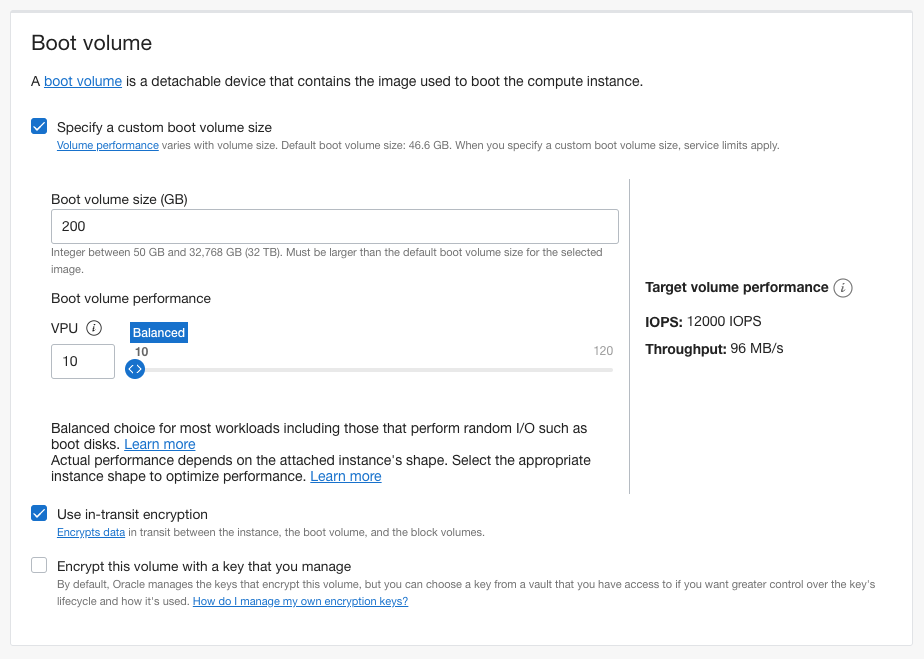 Boot volume
A boot volume is a detachable device that contains the image used to boot the compute instance.
Specify a custom boot volume size
Volume performance varies with volume size. Default boot volume size: 46.6 GB. When you specify a custom boot volume size, service limits apply.
Boot volume size (GB)
200
Integer between 50 GB and 32,768 GB (32 TB). Must be larger than the default boot volume size for the selected
image.
Boot volume performance
VPU i
Balanced
10
10
120
Balanced choice for most workloads including those that perform random I/O such as
boot disks. Learn more
Actual performance depends on the attached instance's shape. Select the appropriate
instance shape to optimize performance. Learn more
Target volume performance i
IOPS: 12000 IOPS
Throughput: 96 MB/s
Use in-transit encryption
Encrypts data in transit between the instance, the boot volume, and the block volumes.
Encrypt this volume with a key that you manage
By default, Oracle manages the keys that encrypt this volume, but you can choose a key from a vault that you have access to if you want greater control over the key's
lifecycle and how it's used. How do I manage my own encryption keys?